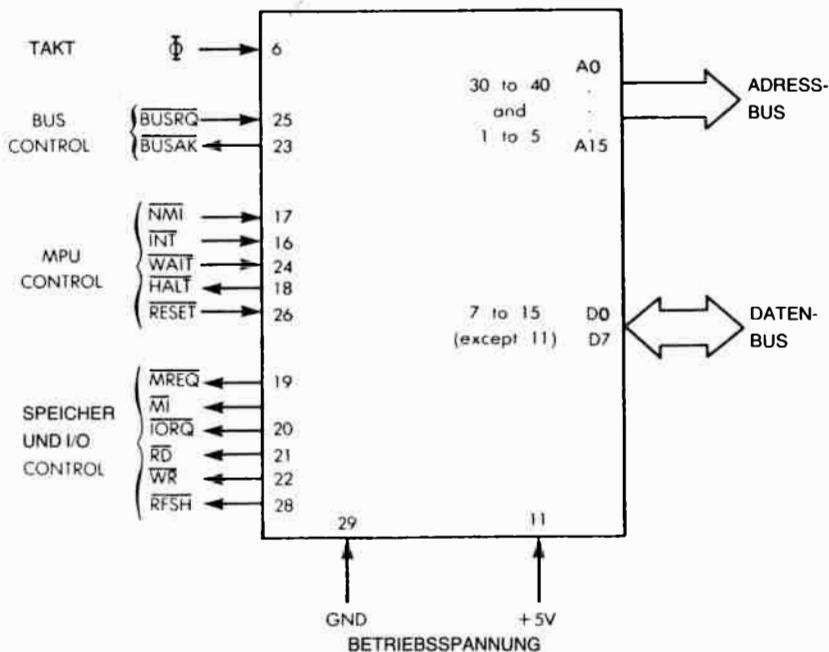 TAKT Φ 6
BUS CONTROL
BUSRQ 25
BUSAK 23
MPU CONTROL
NMI 17
INT 16
WAIT 24
HALT 18
RESET 26
SPEICHER UND I/O CONTROL
MREQ 19
MI
IORQ 20
RD 21
WR 22
RFSH 28
30 to 40
and
1 to 5
A0
.
.
A15
ADRESS-
BUS
7 to 15 D0
(except 11) D7
DATEN-
BUS
29
11
GND
+5V
BETRIEBSSPANNUNG